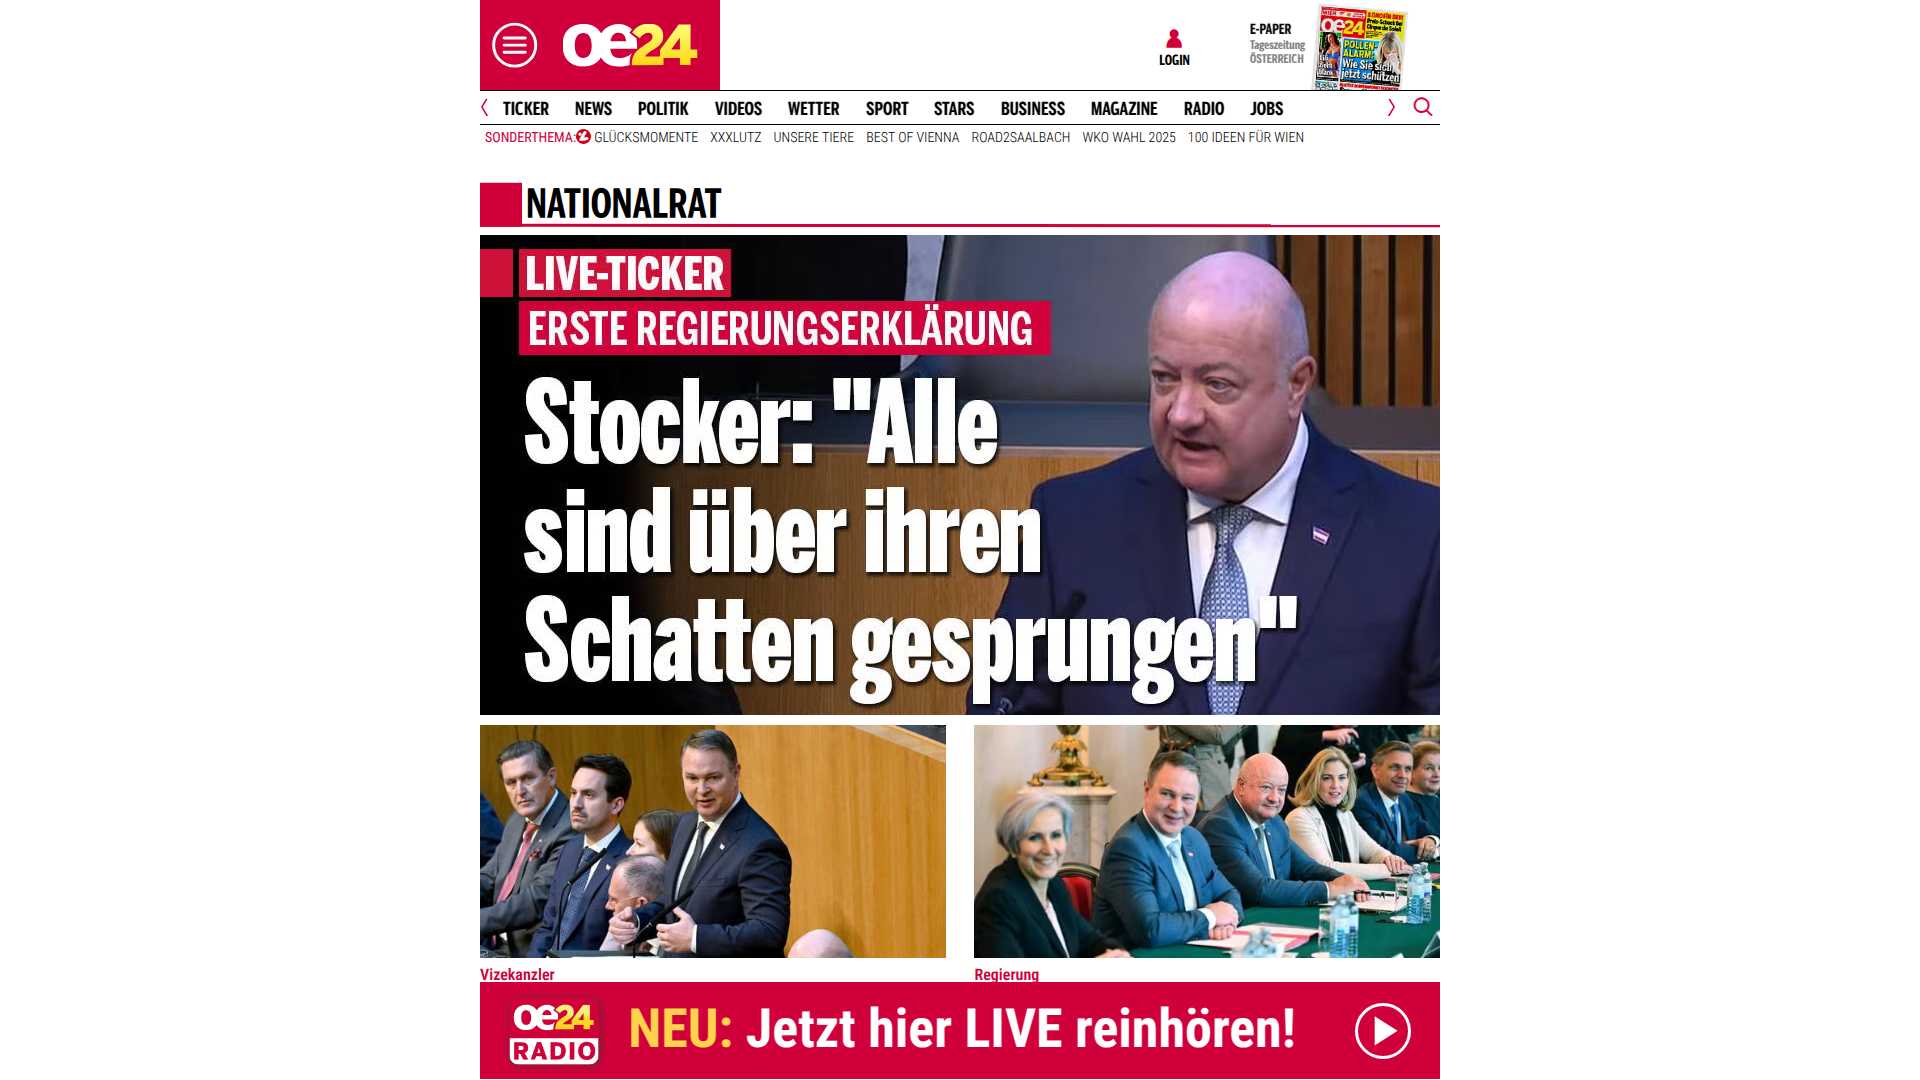 oe24
LOGIN
E-PAPER
Tageszeitung
ÖSTERREICH
oe24
POLLEN-
ALARM:
Wie Sie sich
jetzt schützen
TICKER NEWS POLITIK VIDEOS WETTER SPORT STARS BUSINESS MAGAZINE RADIO JOBS
SONDERTHEMA: GLÜCKSMOMENTE XXXLUTZ UNSERE TIERE BEST OF VIENNA ROAD2SAALBACH WKO WAHL 2025 100 IDEEN FÜR WIEN
NATIONALRAT
LIVE-TICKER
ERSTE REGIERUNGSERKLÄRUNG
Stocker: "Alle
sind über ihren
Schatten gesprungen"
Vizekanzler
Regierung
oe24
RADIO
NEU: Jetzt hier LIVE reinhören!